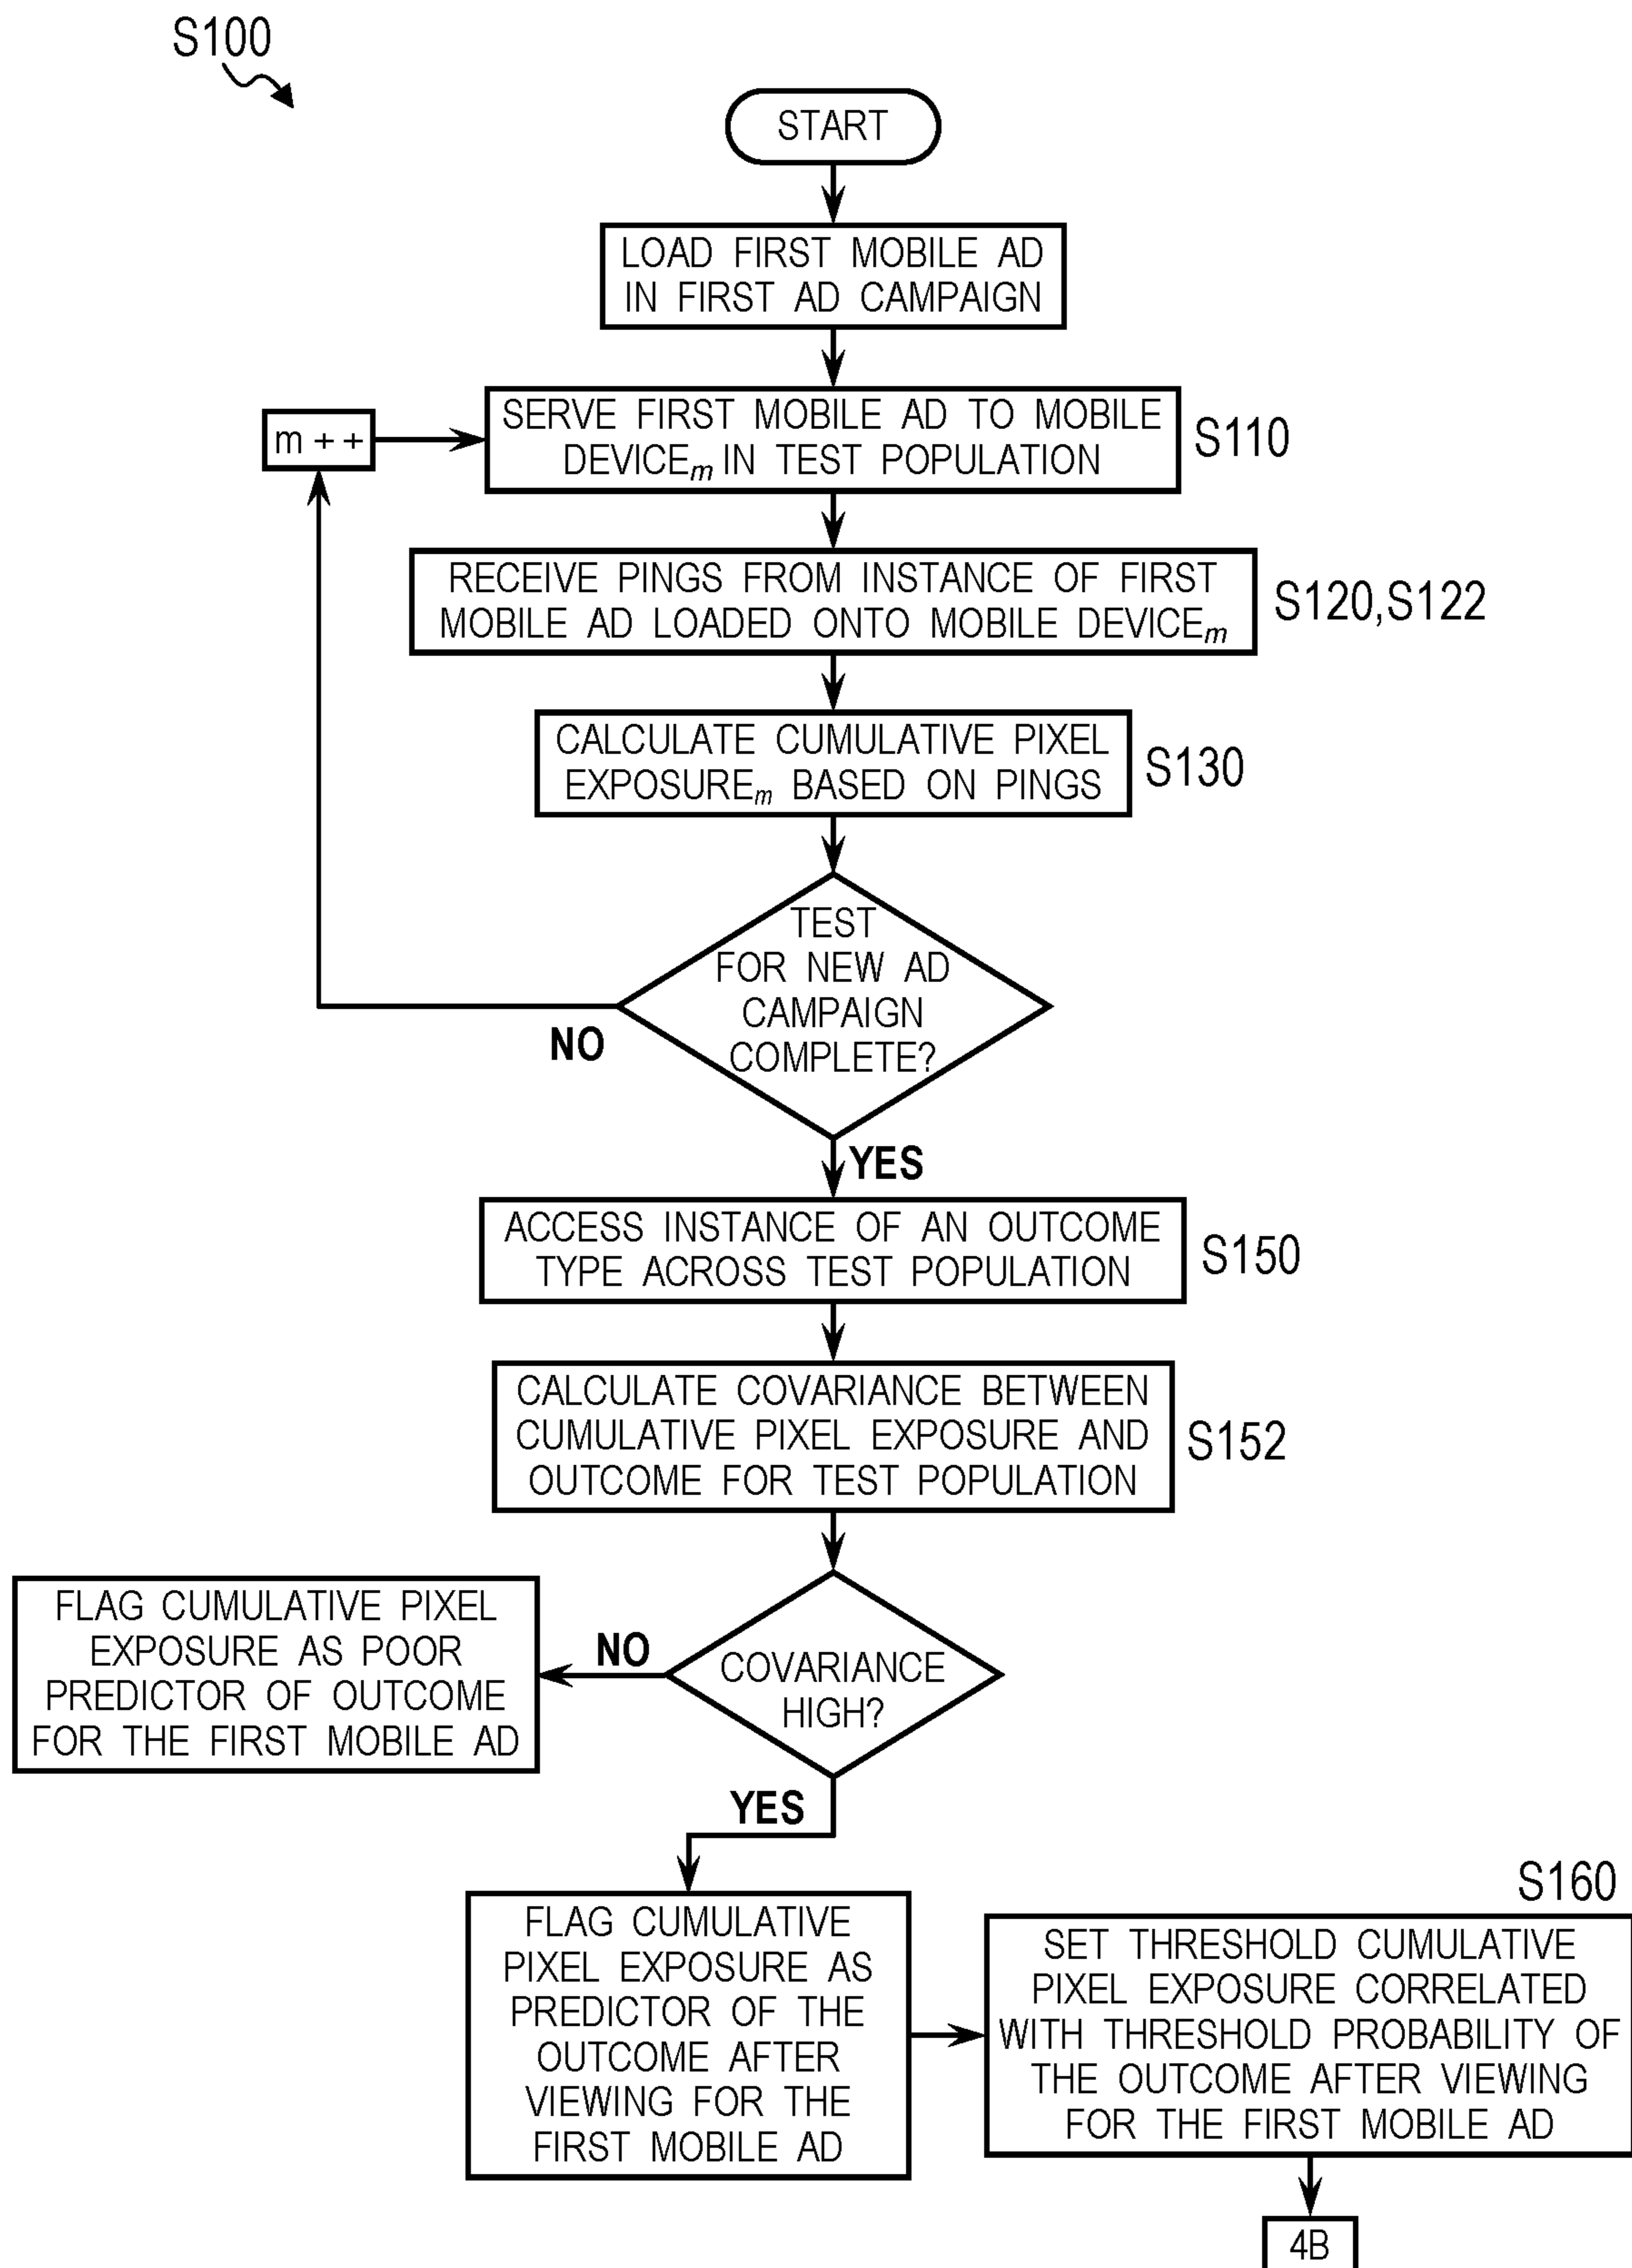 S100
START
LOAD FIRST MOBILE AD
IN FIRST AD CAMPAIGN
m + +
SERVE FIRST MOBILE AD TO MOBILE
DEVICEm IN TEST POPULATION
S110
RECEIVE PINGS FROM INSTANCE OF FIRST
MOBILE AD LOADED ONTO MOBILE DEVICEm
S120,S122
CALCULATE CUMULATIVE PIXEL
EXPOSUREm BASED ON PINGS
S130
TEST
FOR NEW AD
CAMPAIGN
COMPLETE?
NO
YES
ACCESS INSTANCE OF AN OUTCOME
TYPE ACROSS TEST POPULATION
S150
CALCULATE COVARIANCE BETWEEN
CUMULATIVE PIXEL EXPOSURE AND
OUTCOME FOR TEST POPULATION
S152
COVARIANCE
HIGH?
NO
FLAG CUMULATIVE PIXEL
EXPOSURE AS POOR
PREDICTOR OF OUTCOME
FOR THE FIRST MOBILE AD
YES
FLAG CUMULATIVE
PIXEL EXPOSURE AS
PREDICTOR OF THE
OUTCOME AFTER
VIEWING FOR THE
FIRST MOBILE AD
S160
SET THRESHOLD CUMULATIVE
PIXEL EXPOSURE CORRELATED
WITH THRESHOLD PROBABILITY OF
THE OUTCOME AFTER VIEWING
FOR THE FIRST MOBILE AD
4B